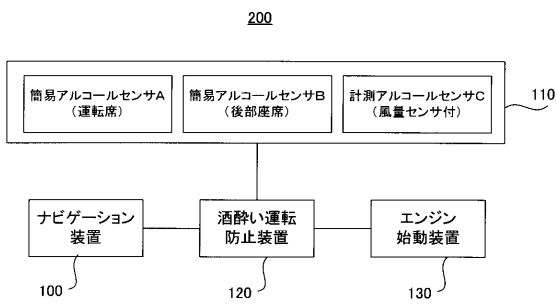 200
簡易アルコールセンサA
(運転席)
簡易アルコールセンサB
(後部座席)
計測アルコールセンサC
(風量センサ付)
110
ナビゲーション
装置
酒酔い運転
防止装置
エンジン
始動装置
100
120
130